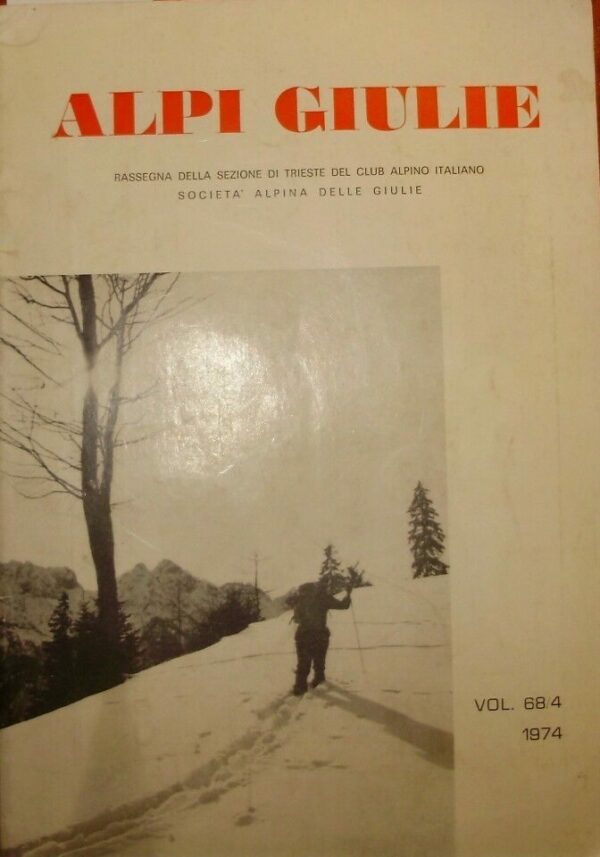 ALPI GIULIE
RASSEGNA DELLA SEZIONE DI TRIESTE DEL CLUB ALPINO ITALIANO
SOCIETA' ALPINA DELLE GIULIE
VOL. 68/4
1974